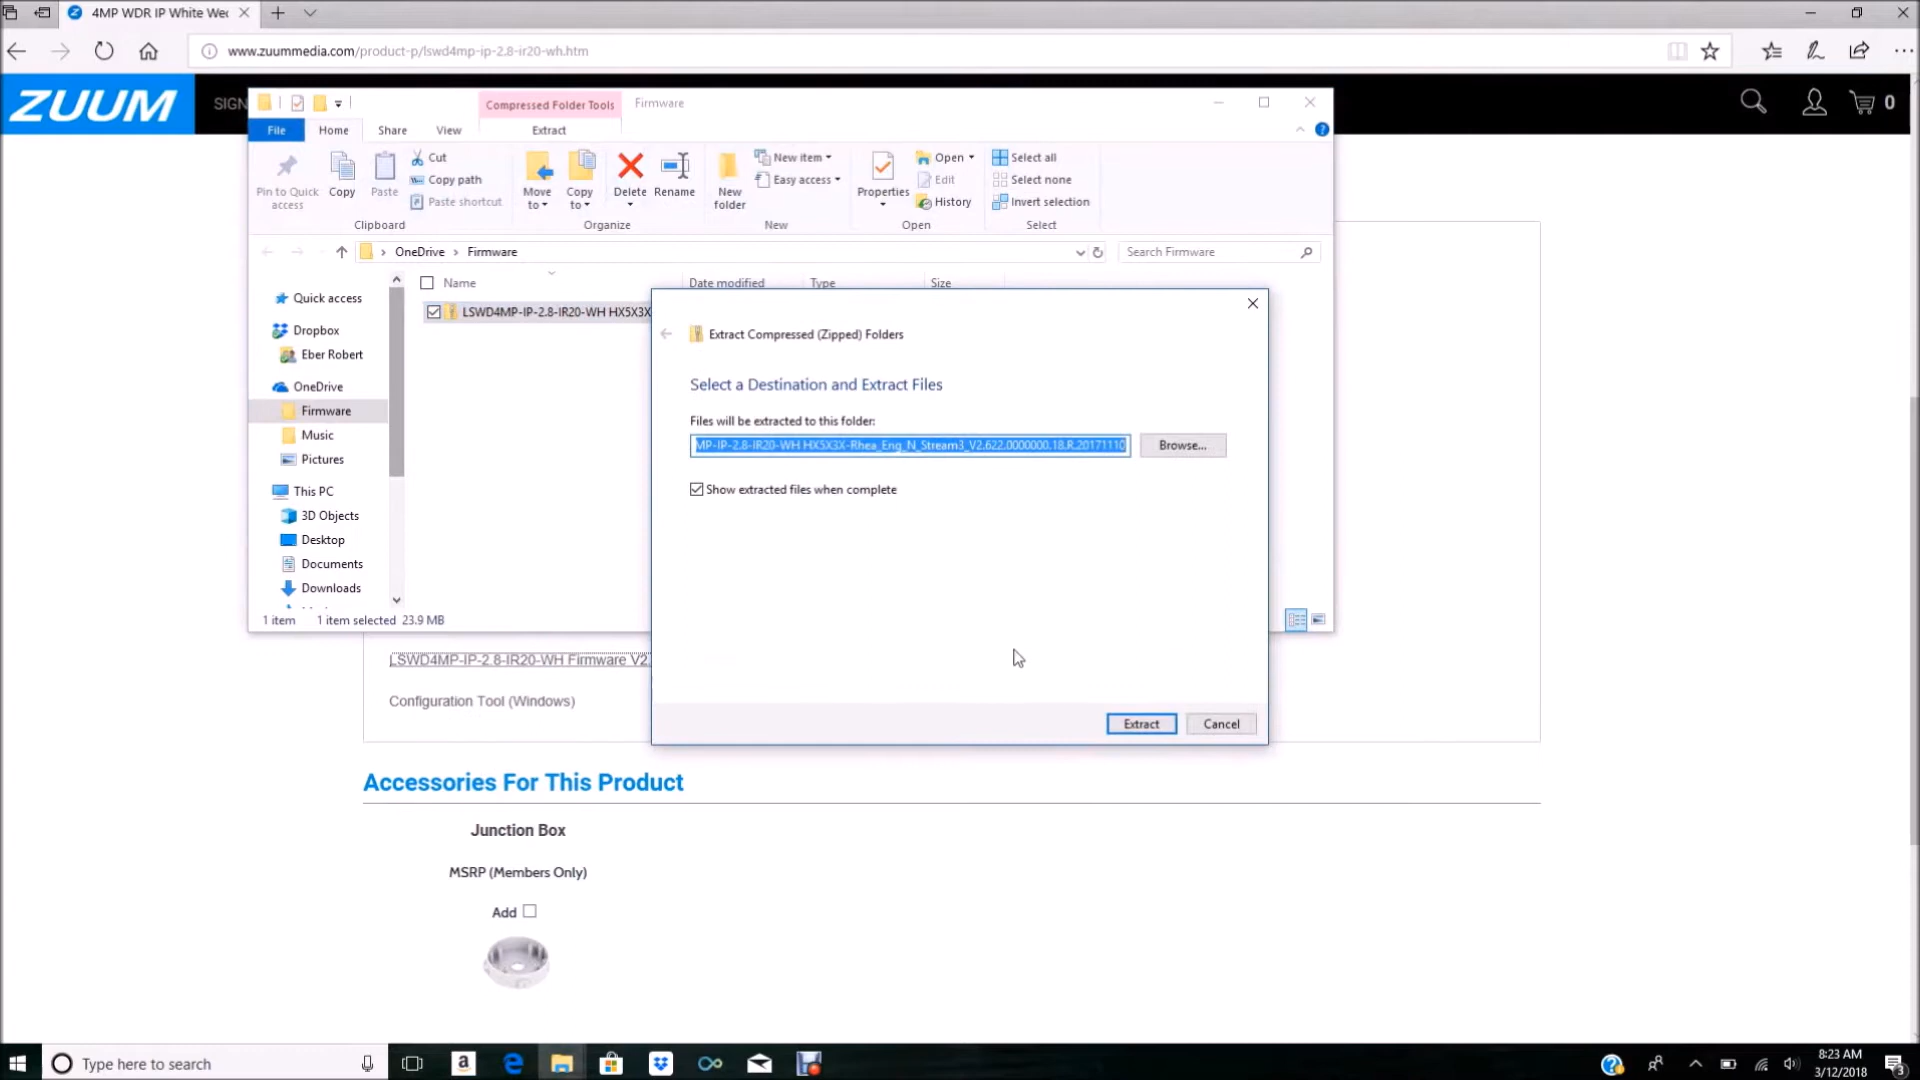 4MP WDR IP White Wec
www.zuummedia.com/product-p/lswd4mp-ip-2.8-ir20-wh.htm
ZUUM
SIGN
0
Compressed Folder Tools
Firmware
File
Home
Share
View
Extract
Pin to Quick access
Copy
Paste
Cut
Copy path
Paste shortcut
Clipboard
Move to
Copy to
Delete
Rename
Organize
New folder
New item
Easy access
New
Properties
Open
Edit
History
Open
Select all
Select none
Invert selection
Select
OneDrive
Firmware
Search Firmware
Name
Date modified
Type
Size
Quick access
Dropbox
Eber Robert
OneDrive
Firmware
Music
Pictures
This PC
3D Objects
Desktop
Documents
Downloads
LSWD4MP-IP-2.8-IR20-WH HX5X3X
1 item
1 item selected 23.9 MB
Extract Compressed (Zipped) Folders
Select a Destination and Extract Files
Files will be extracted to this folder:
MP-IP-2.8-IR20-WH HX5X3X-Rhea_Eng_N_Stream3_V2.622.0000000.18.R.20171110
Browse...
Show extracted files when complete
Extract
Cancel
LSWD4MP-IP-2.8-IR20-WH Firmware V2.
Configuration Tool (Windows)
Accessories For This Product
Junction Box
MSRP (Members Only)
Add
Type here to search
8:23 AM
3/12/2018
3